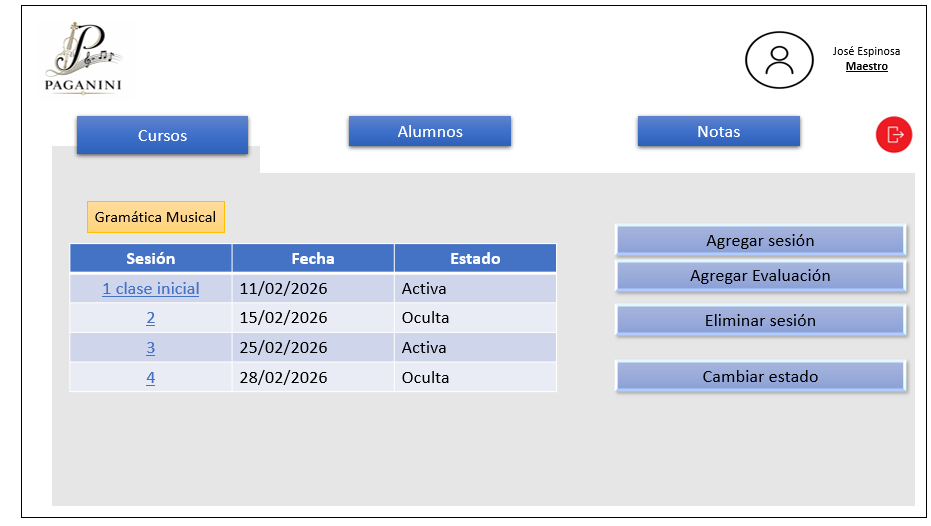 PAGANINI
José Espinosa
Maestro
Cursos
Alumnos
Notas
Gramática Musical
Sesión Fecha Estado
1 clase inicial 11/02/2026 Activa
2 15/02/2026 Oculta
3 25/02/2026 Activa
4 28/02/2026 Oculta
Agregar sesión
Agregar Evaluación
Eliminar sesión
Cambiar estado